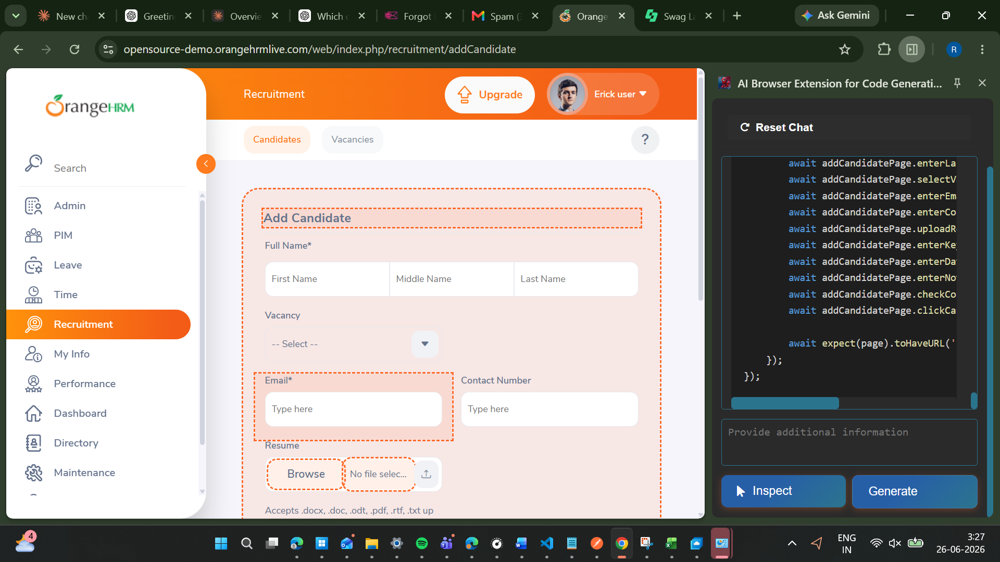 New ch
Greetin
Overvie
Which
Forgot
Spam (
Orange
Swag La
Ask Gemini
opensource-demo.orangehrmlive.com/web/index.php/recruitment/addCandidate
R
OrangeHRM
Search
Admin
PIM
Leave
Time
Recruitment
My Info
Performance
Dashboard
Directory
Maintenance
Recruitment
Upgrade
Erick user
Candidates
Vacancies
?
Add Candidate
Full Name*
First Name
Middle Name
Last Name
Vacancy
-- Select --
Email*
Contact Number
Type here
Type here
Resume
Browse
No file selec...
Accepts .docx, .doc, .odt, .pdf, .rtf, .txt up
AI Browser Extension for Code Generati...
Reset Chat
await addCandidatePage.enterLa
await addCandidatePage.selectV
await addCandidatePage.enterEm
await addCandidatePage.enterCo
await addCandidatePage.uploadR
await addCandidatePage.enterKe
await addCandidatePage.enterDa
await addCandidatePage.enterNo
await addCandidatePage.checkCo
await addCandidatePage.clickCa
await expect(page).toHaveURL('
});
});
Provide additional information
Inspect
Generate
4
ENG
IN
3:27
26-06-2026